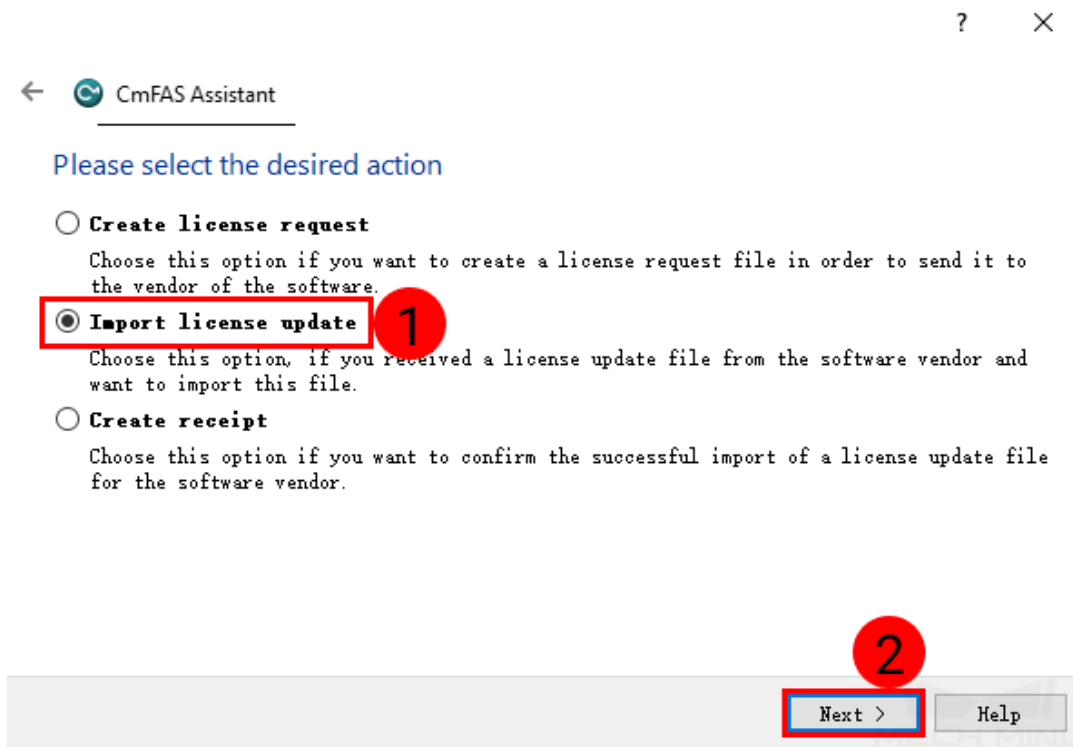 ?
CmFAS Assistant
Please select the desired action
Create license request
Choose this option if you want to create a license request file in order to send it to
the vendor of the software.
Import license update
1
Choose this option, if you received a license update file from the software vendor and
want to import this file.
Create receipt
Choose this option if you want to confirm the successful import of a license update file
for the software vendor.
2
Next >
Help